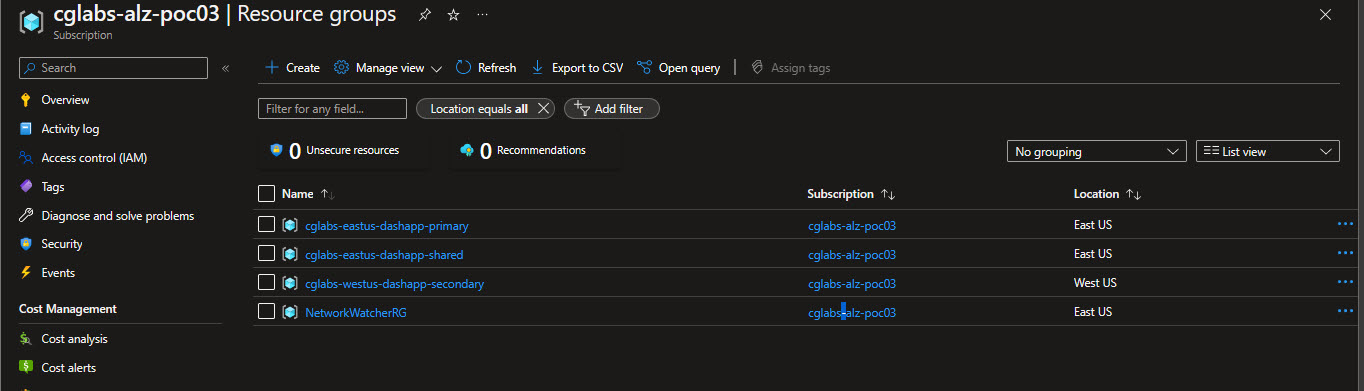 cglabs-alz-poc03 | Resource groups
Subscription
Search
Overview
Activity log
Access control (IAM)
Tags
Diagnose and solve problems
Security
Events
Cost Management
Cost analysis
Cost alerts
Create Manage view Refresh Export to CSV Open query Assign tags
Filter for any field... Location equals all Add filter
0 Unsecure resources 0 Recommendations
No grouping List view
Name Subscription Location
cglabs-eastus-dashapp-primary cglabs-alz-poc03 East US
cglabs-eastus-dashapp-shared cglabs-alz-poc03 East US
cglabs-westus-dashapp-secondary cglabs-alz-poc03 West US
NetworkWatcherRG cglabs-alz-poc03 East US